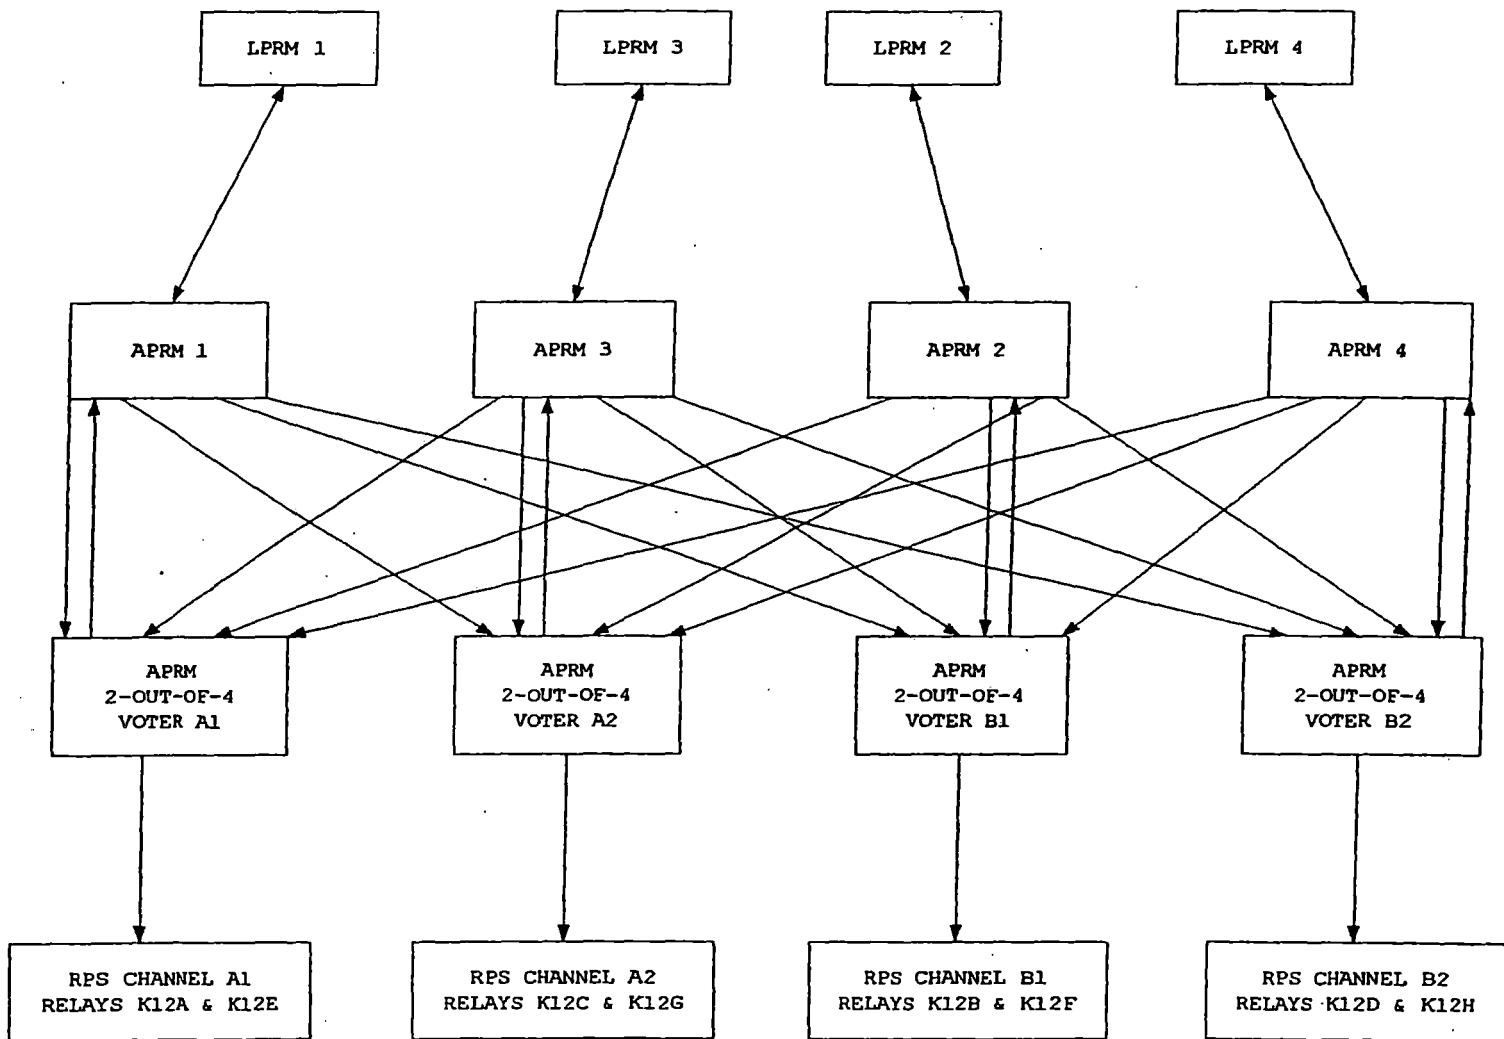 LPRM 1
LPRM 3
LPRM 2
LPRM 4
APRM 1
APRM 3
APRM 2
APRM 4
APRM
2-OUT-OF-4
VOTER A1
APRM
2-OUT-OF-4
VOTER A2
APRM
2-OUT-OF-4
VOTER B1
APRM
2-OUT-OF-4
VOTER B2
RPS CHANNEL A1
RELAYS K12A & K12E
RPS CHANNEL A2
RELAYS K12C & K12G
RPS CHANNEL B1
RELAYS K12B & K12F
RPS CHANNEL B2
RELAYS K12D & K12H